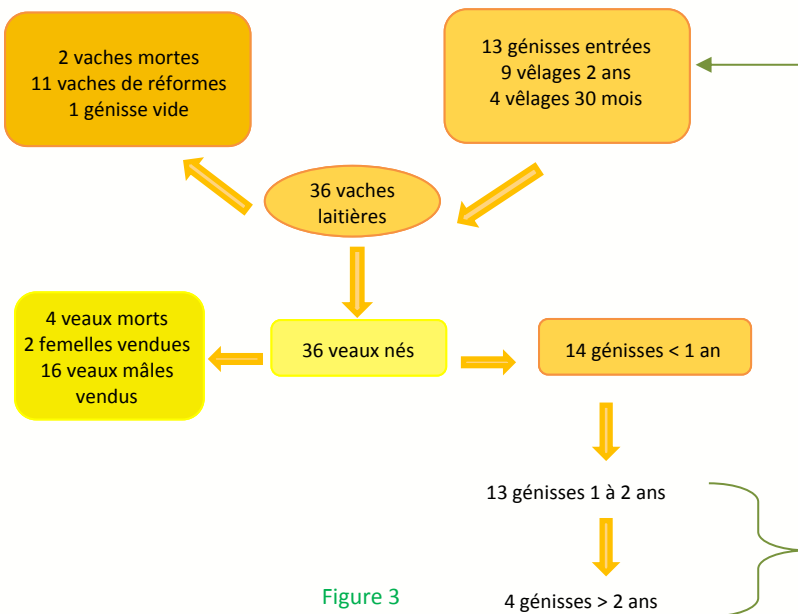 2 vaches mortes
11 vaches de réformes
1 génisse vide
13 génisses entrées
9 vêlages 2 ans
4 vêlages 30 mois
36 vaches
laitières
4 veaux morts
2 femelles vendues
16 veaux mâles
vendus
36 veaux nés
14 génisses < 1 an
13 génisses 1 à 2 ans
4 génisses > 2 ans
Figure 3